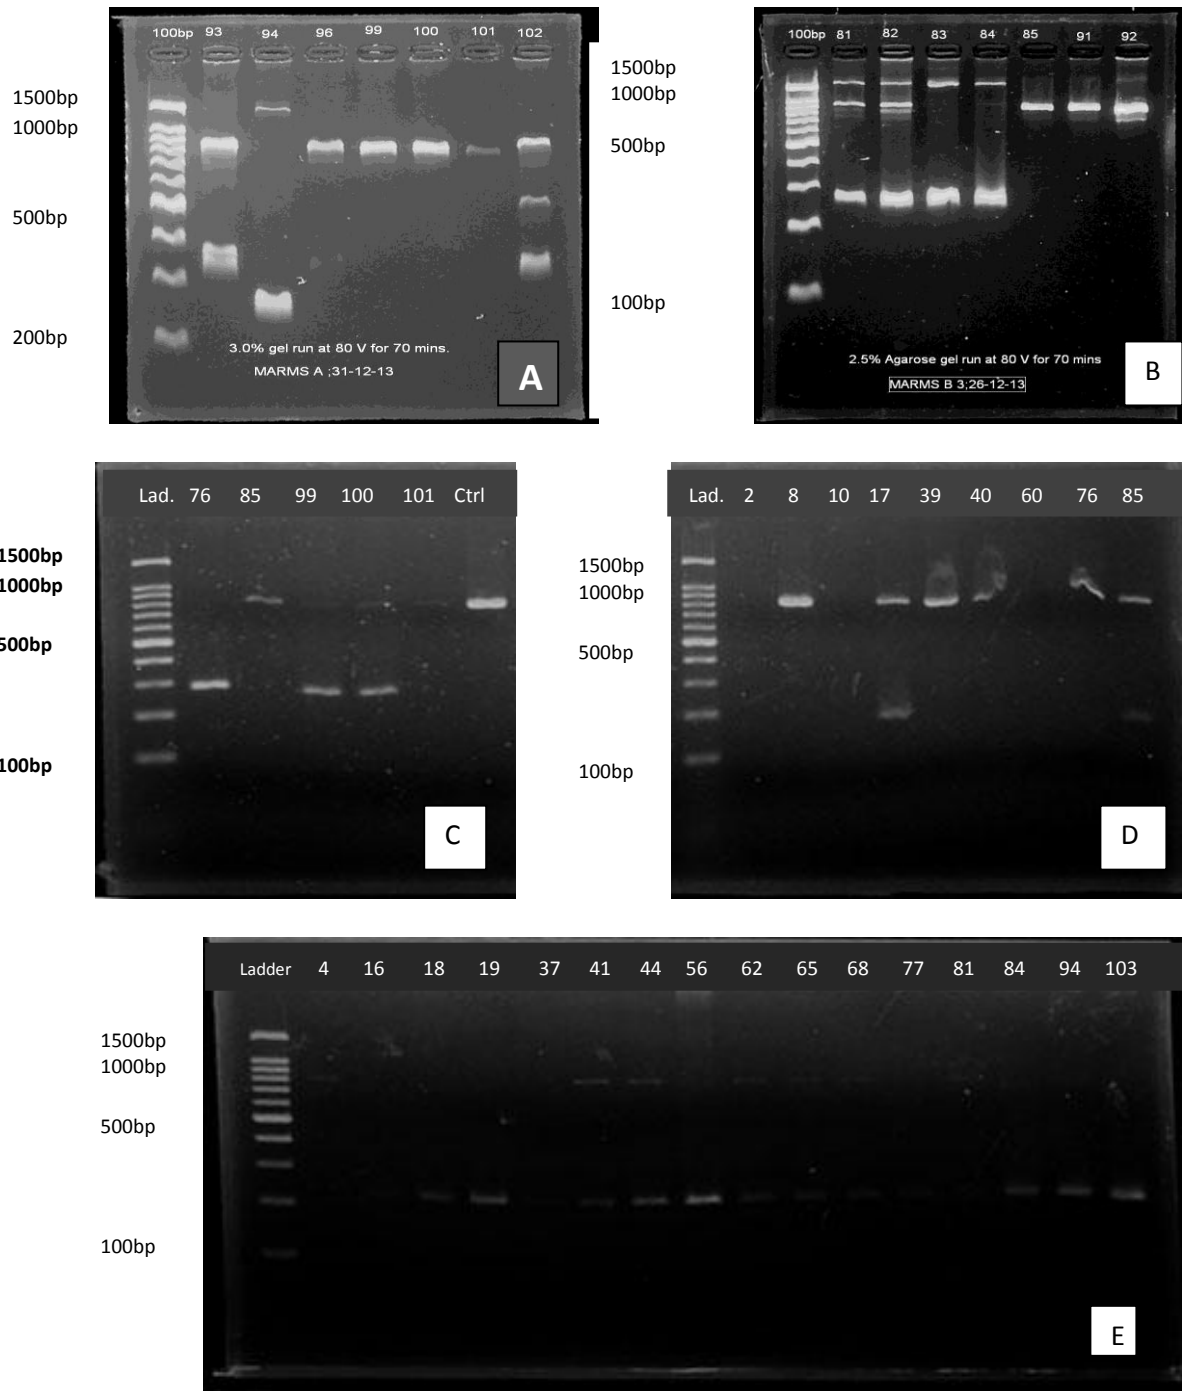 100bp 93 94 96 99 100 101 102
1500bp
1000bp
500bp
200bp
3.0% gel run at 80 V for 70 mins.
MARMS A ;31-12-13
A
100bp 81 82 83 84 85 91 92
1500bp
1000bp
500bp
100bp
2.5% Agarose gel run at 80 V for 70 mins
MARMS B 3;26-12-13
B
Lad. 76 85 99 100 101 Ctrl
1500bp
1000bp
500bp
100bp
C
Lad. 2 8 10 17 39 40 60 76 85
1500bp
1000bp
500bp
100bp
D
Ladder 4 16 18 19 37 41 44 56 62 65 68 77 81 84 94 103
1500bp
1000bp
500bp
100bp
E